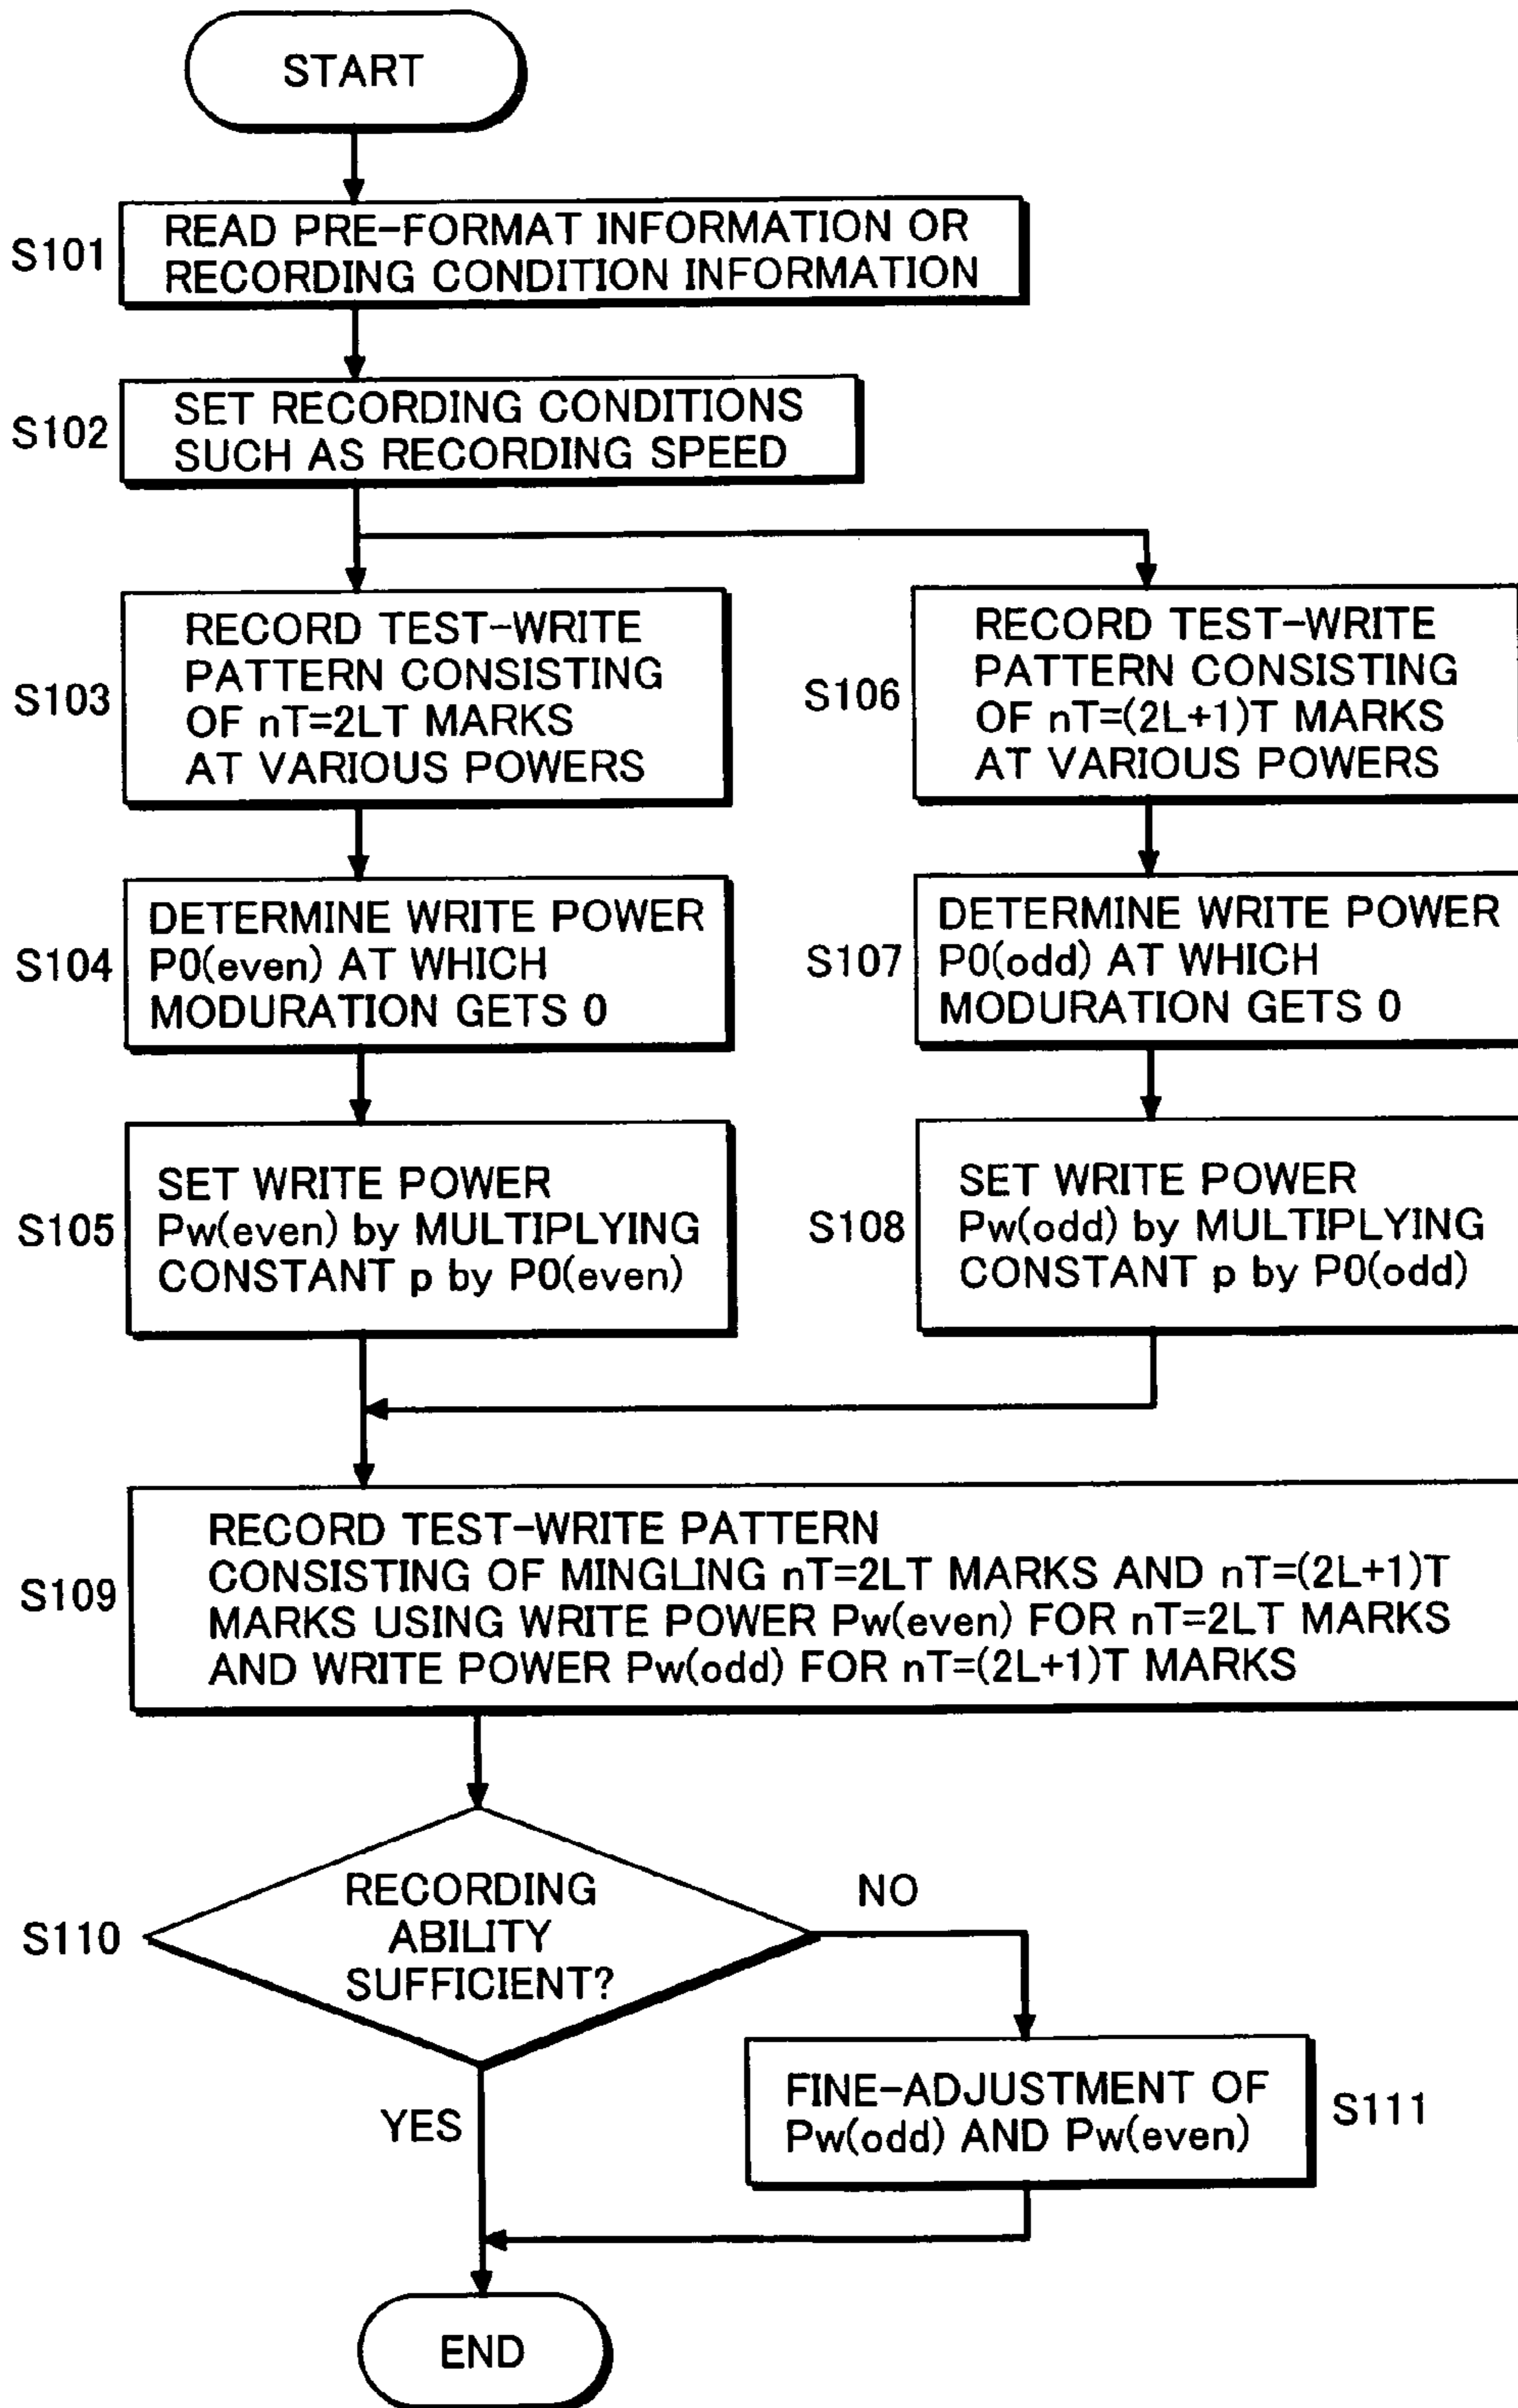 START
S101
READ PRE-FORMAT INFORMATION OR
RECORDING CONDITION INFORMATION
S102
SET RECORDING CONDITIONS
SUCH AS RECORDING SPEED
S103
RECORD TEST-WRITE
PATTERN CONSISTING
OF nT=2LT MARKS
AT VARIOUS POWERS
S106
RECORD TEST-WRITE
PATTERN CONSISTING
OF nT=(2L+1)T MARKS
AT VARIOUS POWERS
S104
DETERMINE WRITE POWER
P0(even) AT WHICH
MODURATION GETS 0
S107
DETERMINE WRITE POWER
P0(odd) AT WHICH
MODURATION GETS 0
S105
SET WRITE POWER
Pw(even) by MULTIPLYING
CONSTANT p by P0(even)
S108
SET WRITE POWER
Pw(odd) by MULTIPLYING
CONSTANT p by P0(odd)
S109
RECORD TEST-WRITE PATTERN
CONSISTING OF MINGLING nT=2LT MARKS AND nT=(2L+1)T
MARKS USING WRITE POWER Pw(even) FOR nT=2LT MARKS
AND WRITE POWER Pw(odd) FOR nT=(2L+1)T MARKS
S110
RECORDING
ABILITY
SUFFICIENT?
NO
YES
FINE-ADJUSTMENT OF
Pw(odd) AND Pw(even)
S111
END